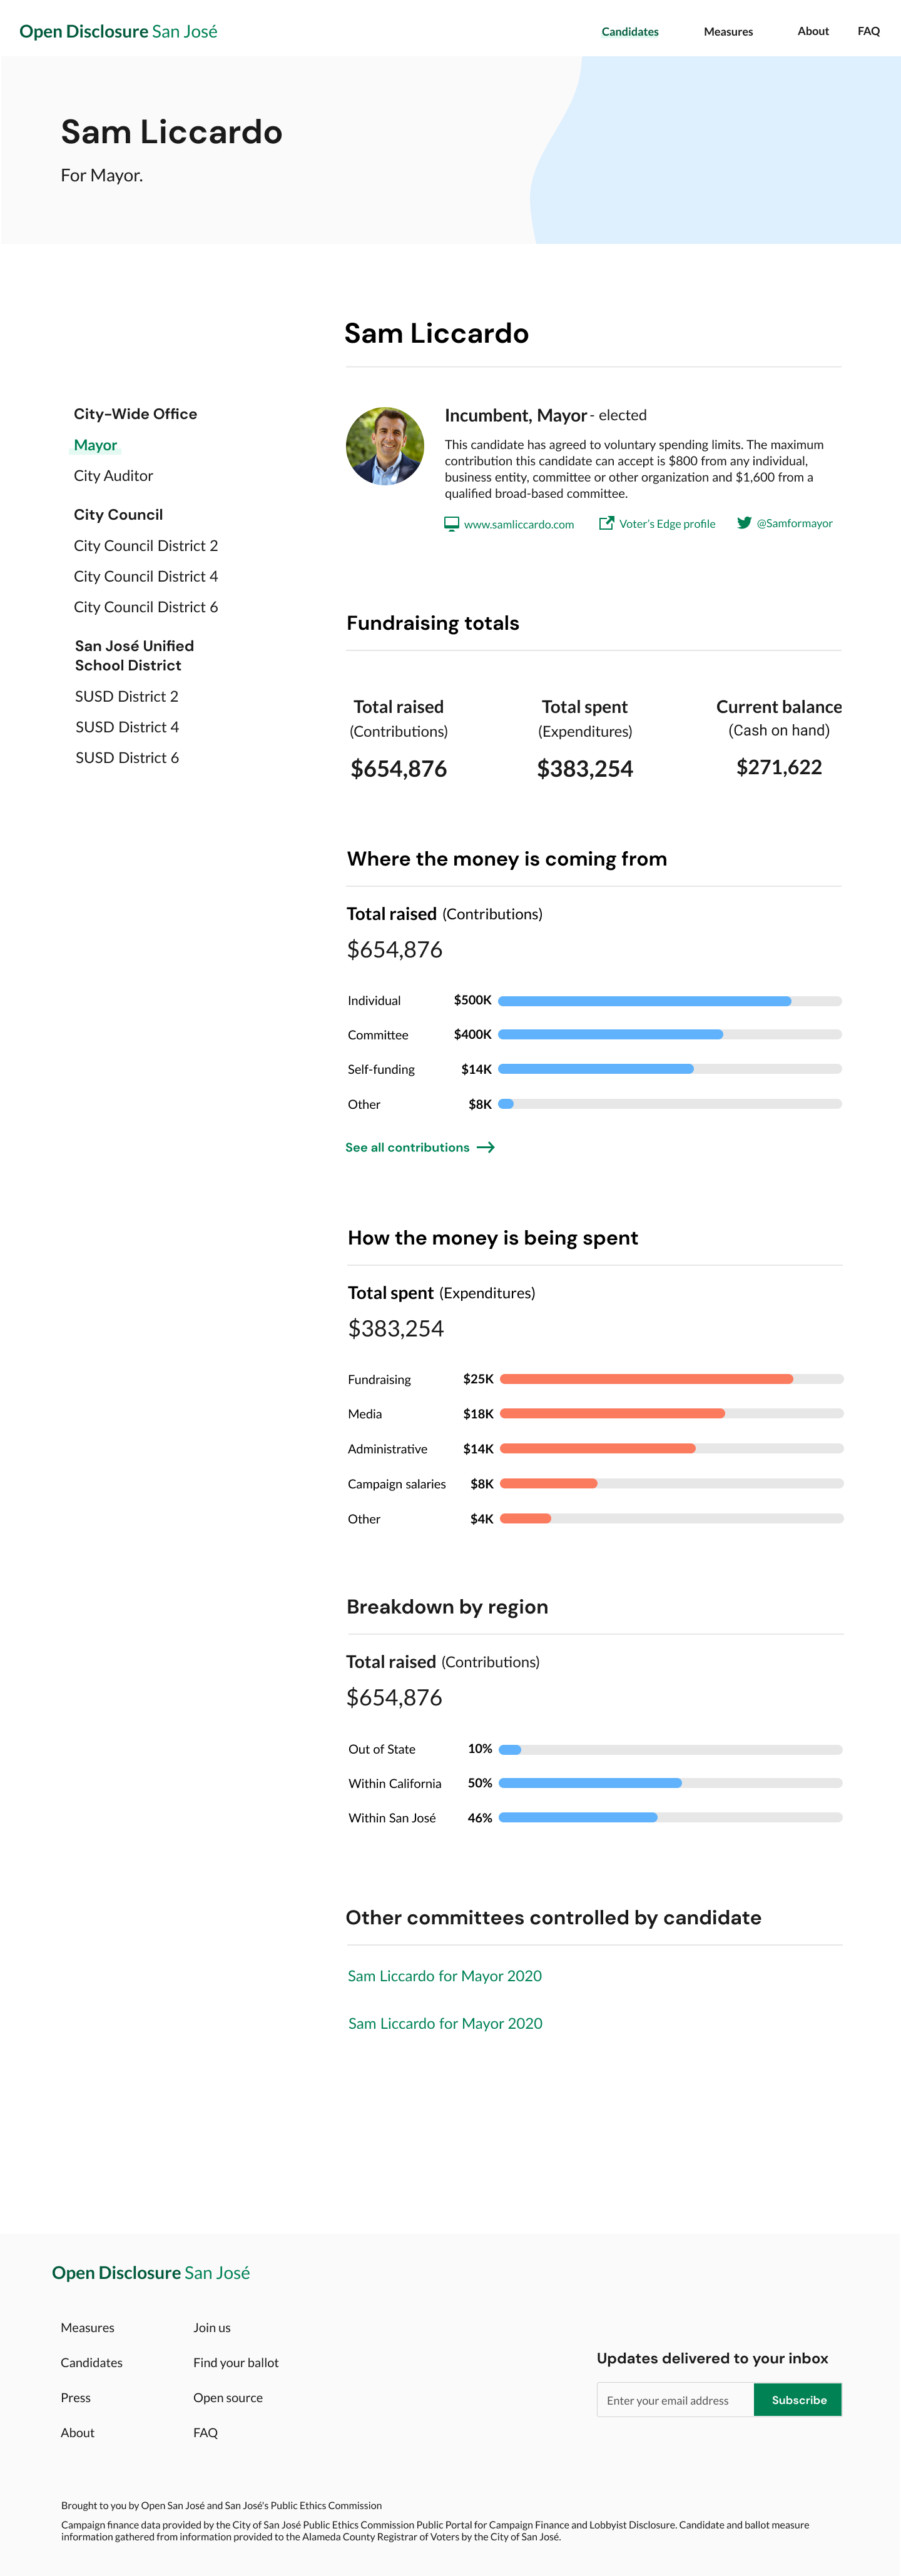 Open Disclosure San José
Candidates Measures About FAQ
Sam Liccardo
For Mayor.
Sam Liccardo
City-Wide Office
Mayor
City Auditor
City Council
City Council District 2
City Council District 4
City Council District 6
San José Unified
School District
SUSD District 2
SUSD District 4
SUSD District 6
Incumbent, Mayor - elected
This candidate has agreed to voluntary spending limits. The maximum
contribution this candidate can accept is $800 from any individual,
business entity, committee or other organization and $1,600 from a
qualified broad-based committee.
www.samliccardo.com Voter's Edge profile @Samformayor
Fundraising totals
Total raised
(Contributions)
$654,876
Total spent
(Expenditures)
$383,254
Current balance
(Cash on hand)
$271,622
Where the money is coming from
Total raised (Contributions)
$654,876
Individual $500K
Committee $400K
Self-funding $14K
Other $8K
See all contributions
How the money is being spent
Total spent (Expenditures)
$383,254
Fundraising $25K
Media $18K
Administrative $14K
Campaign salaries $8K
Other $4K
Breakdown by region
Total raised (Contributions)
$654,876
Out of State 10%
Within California 50%
Within San José 46%
Other committees controlled by candidate
Sam Liccardo for Mayor 2020
Sam Liccardo for Mayor 2020
Open Disclosure San José
Measures Join us
Candidates Find your ballot
Press Open source
About FAQ
Updates delivered to your inbox
Enter your email address Subscribe
Brought to you by Open San José and San José's Public Ethics Commission
Campaign finance data provided by the City of San José Public Ethics Commission Public Portal for Campaign Finance and Lobbyist Disclosure. Candidate and ballot measure
information gathered from information provided to the Alameda County Registrar of Voters by the City of San José.